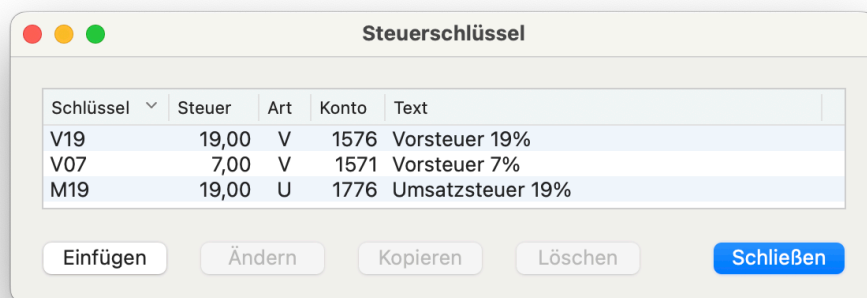 Steuerschlüssel
Schlüssel Steuer Art Konto Text
V19 19,00 V 1576 Vorsteuer 19%
V07 7,00 V 1571 Vorsteuer 7%
M19 19,00 U 1776 Umsatzsteuer 19%
Einfügen Ändern Kopieren Löschen Schließen